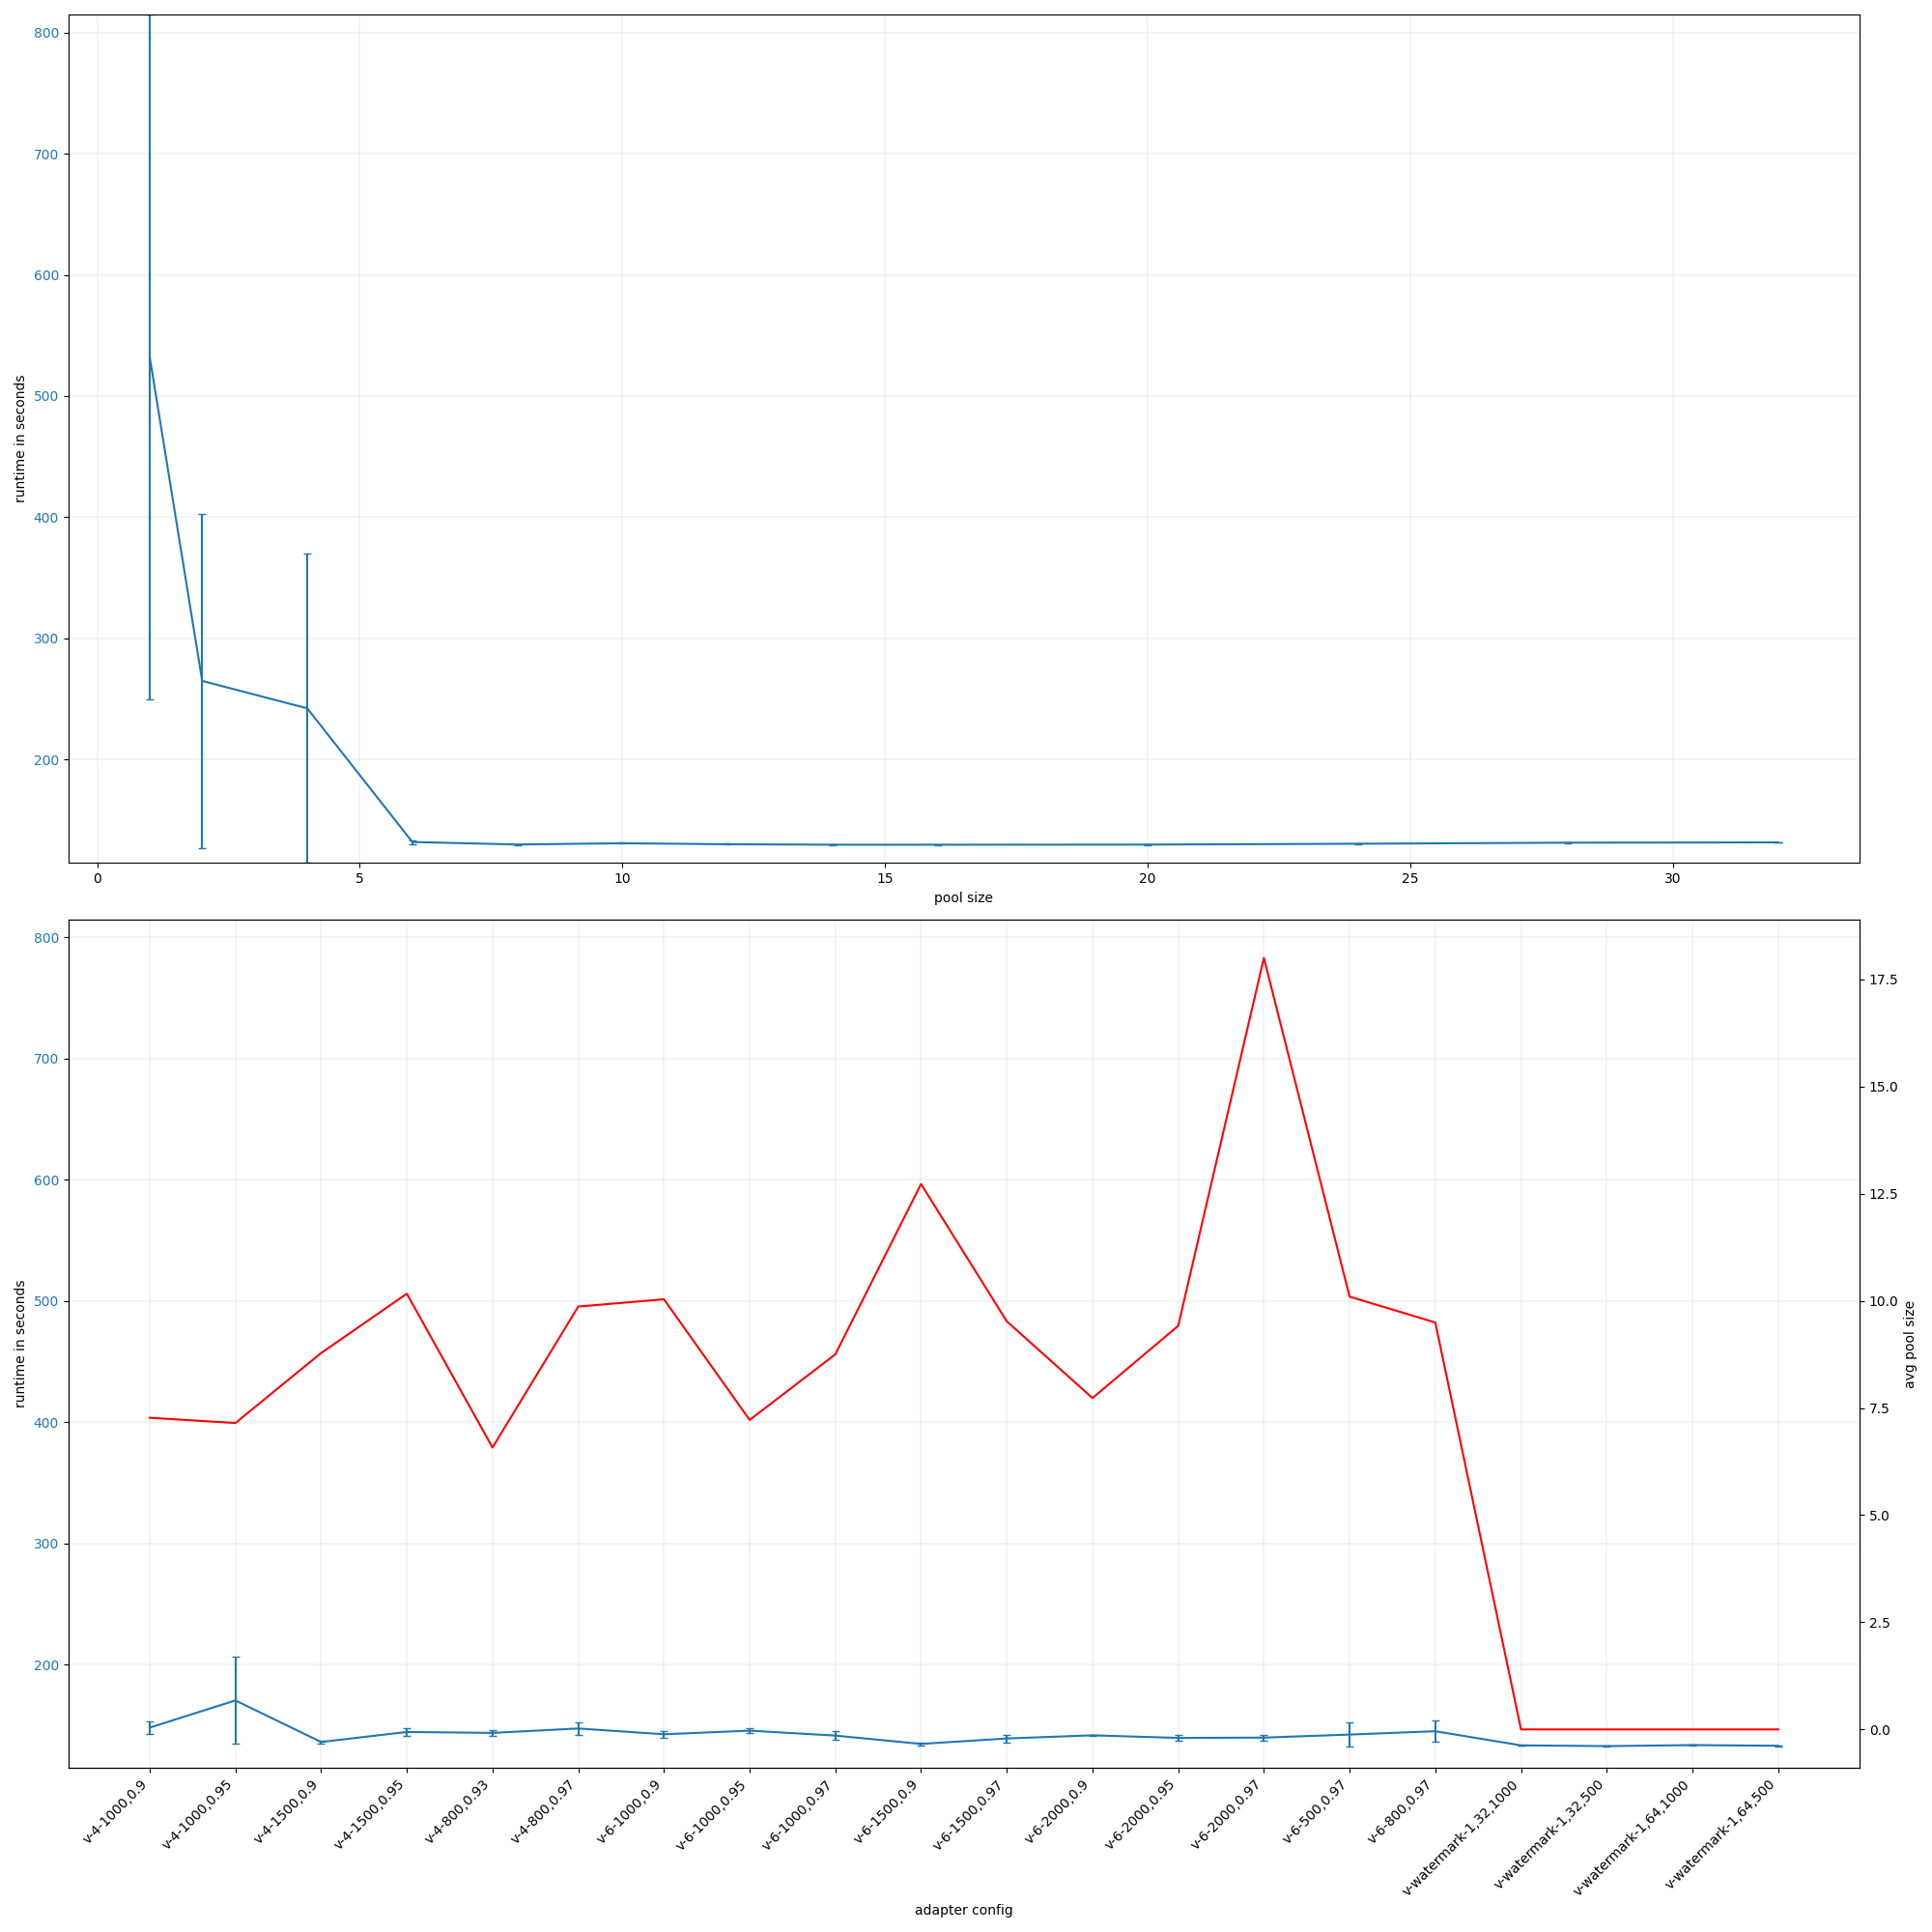 800
700
600
500
400
300
200
runtime in seconds
0 5 10 15 20 25 30
pool size
800
700
600
500
400
300
200
runtime in seconds
17.5
15.0
12.5
10.0
7.5
5.0
2.5
0.0
avg pool size
v-4-1000,0.9
v-4-1000,0.95
v-4-1500,0.9
v-4-1500,0.95
v-4-800,0.93
v-4-800,0.97
v-6-1000,0.9
v-6-1000,0.95
v-6-1000,0.97
v-6-1500,0.9
v-6-1500,0.97
v-6-2000,0.9
v-6-2000,0.95
v-6-2000,0.97
v-6-500,0.97
v-6-800,0.97
v-watermark-1,32,1000
v-watermark-1,32,500
v-watermark-1,64,1000
v-watermark-1,64,500
adapter config